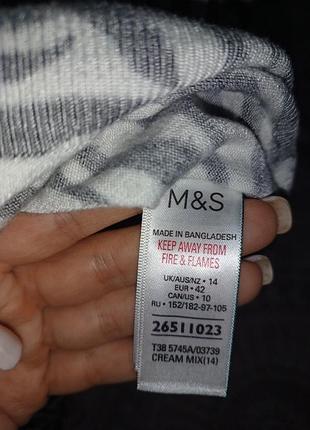 M&S
MADE IN BANGLADESH
KEEP AWAY FROM
FIRE & FLAMES
UK/AUS/NZ • 14
EUR • 42
CAN/US • 10
RU • 152/182-97-105
26511023
T38 5745A/03739
CREAM MIX(14)